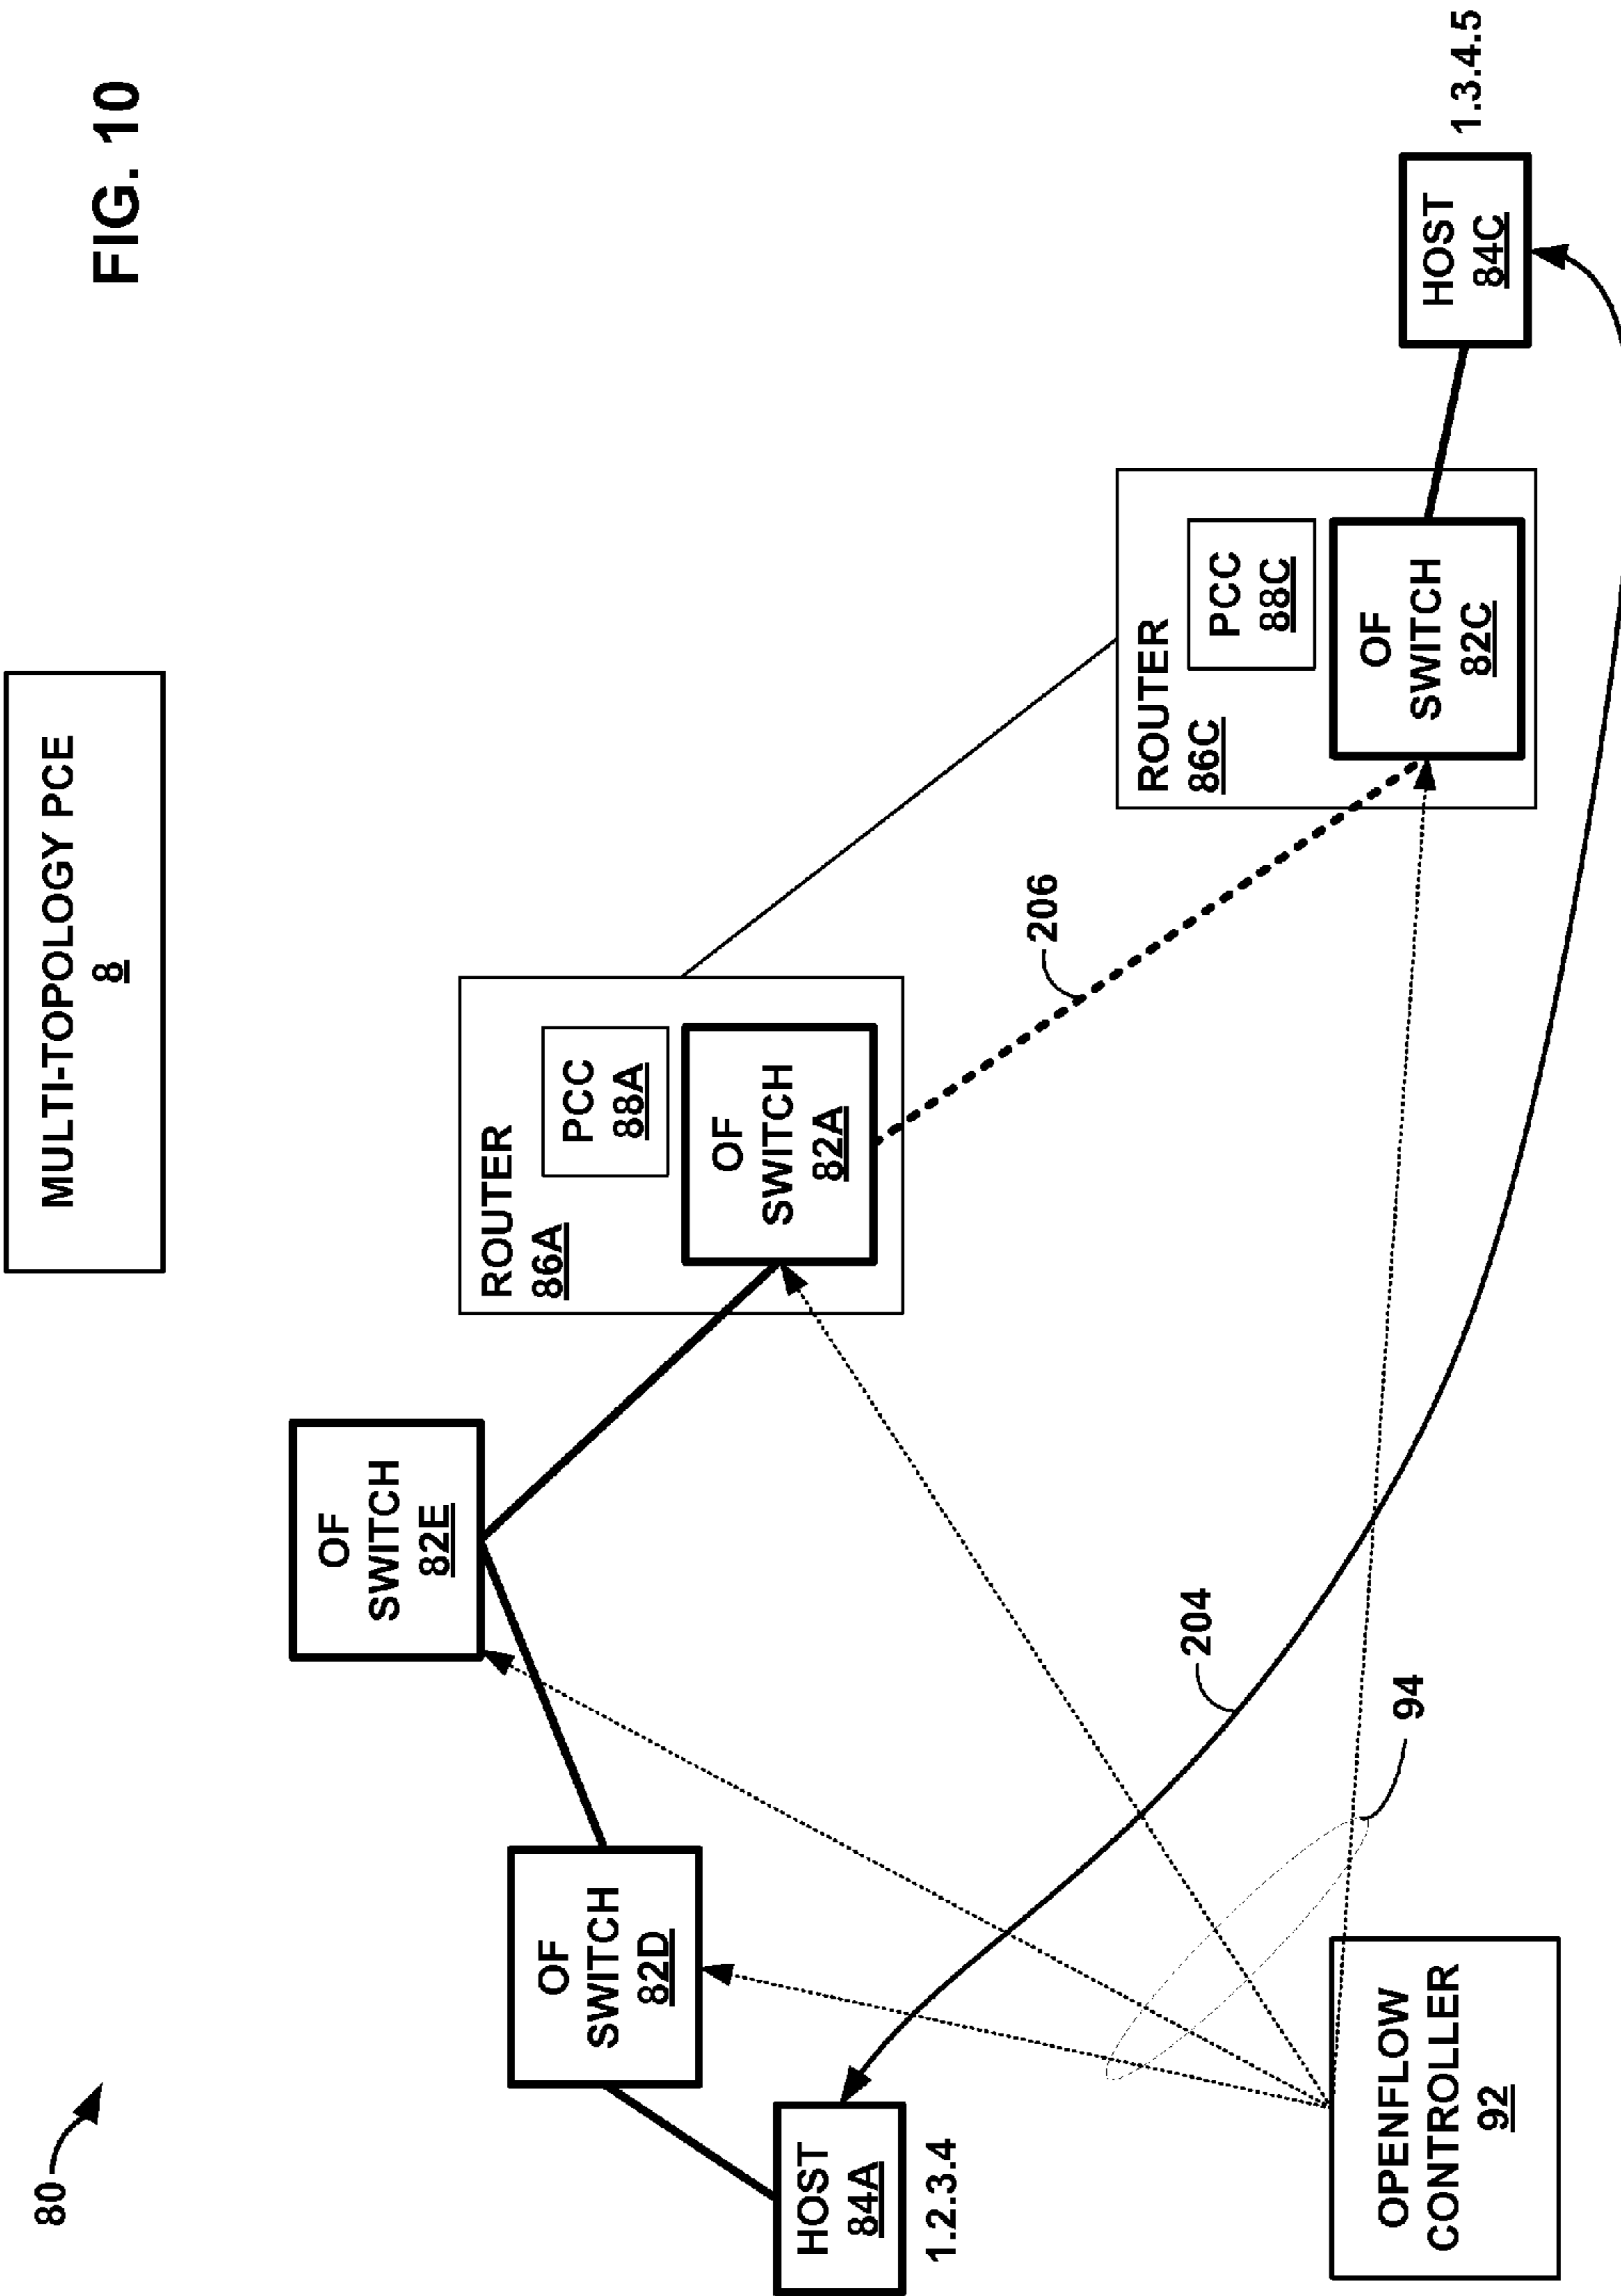 FIG. 10
80
MULTI-TOPOLOGY PCE
8
OF
SWITCH
82E
ROUTER
86A
PCC
88A
OF
SWITCH
82A
OF
SWITCH
82D
HOST
84A
1.2.3.4
206
ROUTER
86C
PCC
88C
OF
SWITCH
82C
HOST
84C
1.3.4.5
204
94
OPENFLOW
CONTROLLER
92